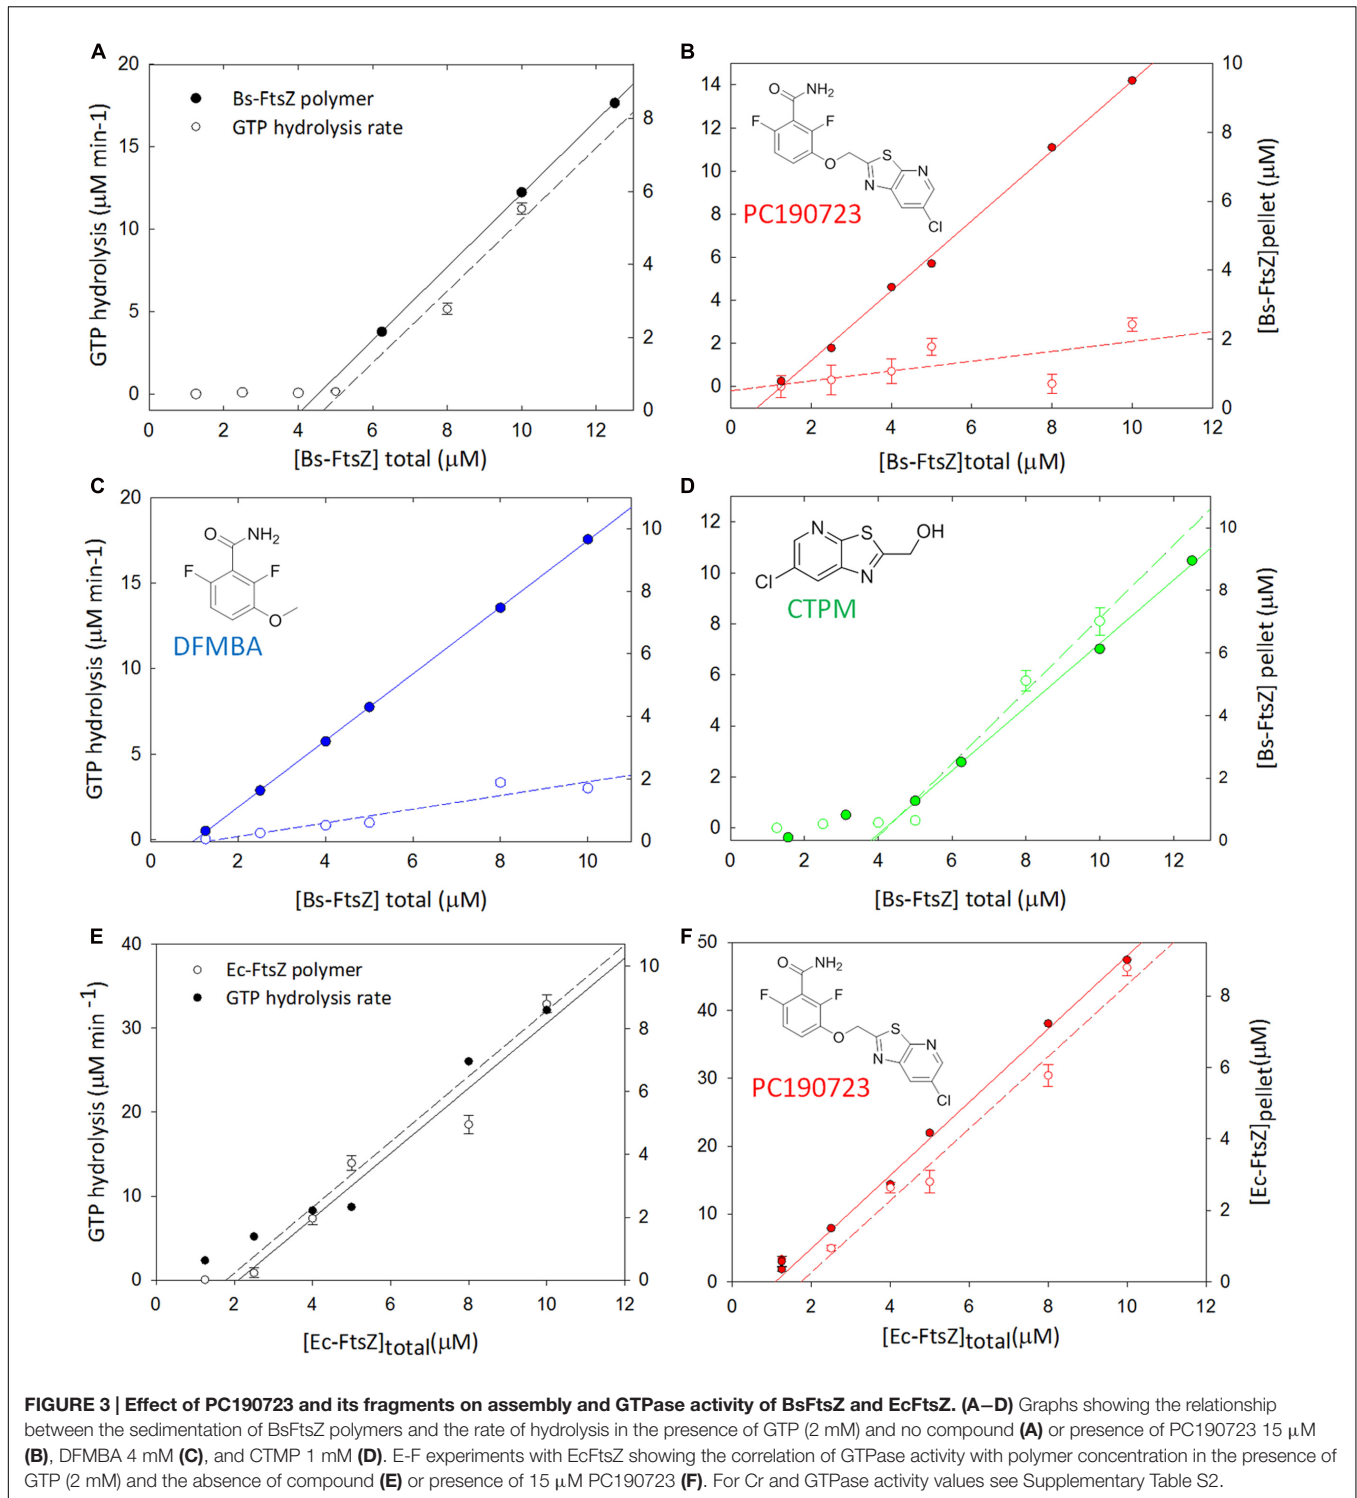 A
B
20
15
10
5
0
GTP hydrolysis (μM min-1)
Bs-FtsZ polymer
GTP hydrolysis rate
8
6
4
2
0
0 2 4 6 8 10 12
[Bs-FtsZ] total (μM)
14
12
10
8
6
4
2
0
O NH2
F F
O S N
N
Cl
PC190723
10
8
6
4
2
0
[Bs-FtsZ]pellet (μM)
0 2 4 6 8 10 12
[Bs-FtsZ]total (μM)
C
D
20
15
10
5
0
GTP hydrolysis (μM min-1)
O NH2
F F
O
DFMBA
10
8
6
4
2
0
0 2 4 6 8 10
[Bs-FtsZ] total (μM)
12
10
8
6
4
2
0
N S OH
Cl N
CTPM
10
8
6
4
2
0
[Bs-FtsZ] pellet (μM)
0 2 4 6 8 10 12
[Bs-FtsZ] total (μM)
E
F
40
30
20
10
0
GTP hydrolysis (μM min -1)
Ec-FtsZ polymer
GTP hydrolysis rate
10
8
6
4
2
0
0 2 4 6 8 10 12
[Ec-FtsZ]total(μM)
50
40
30
20
10
0
O NH2
F F
O S N
N
Cl
PC190723
8
6
4
2
0
[Ec-FtsZ]pellet(μM)
0 2 4 6 8 10 12
[Ec-FtsZ]total(μM)
FIGURE 3 | Effect of PC190723 and its fragments on assembly and GTPase activity of BsFtsZ and EcFtsZ. (A–D) Graphs showing the relationship
between the sedimentation of BsFtsZ polymers and the rate of hydrolysis in the presence of GTP (2 mM) and no compound (A) or presence of PC190723 15 μM
(B), DFMBA 4 mM (C), and CTMP 1 mM (D). E-F experiments with EcFtsZ showing the correlation of GTPase activity with polymer concentration in the presence of
GTP (2 mM) and the absence of compound (E) or presence of 15 μM PC190723 (F). For Cr and GTPase activity values see Supplementary Table S2.